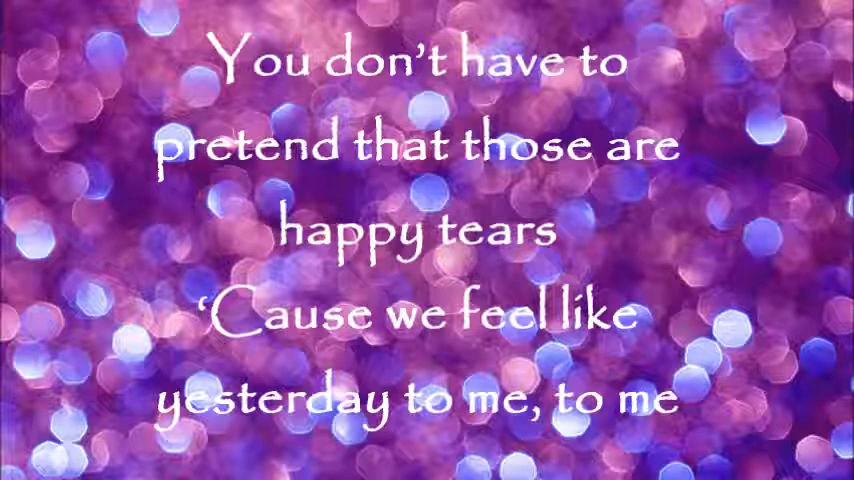 You don’t have to
pretend that those are
happy tears
‘Cause we feel like
yesterday to me, to me